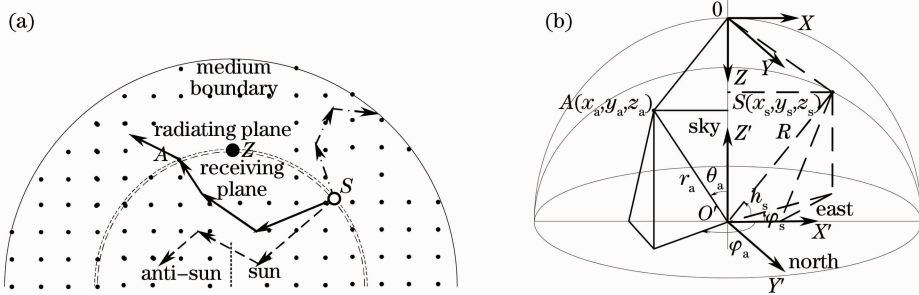 (a)
medium
boundary
radiating plane
A
Z
receiving
plane
S
anti-sun
sun
(b)
0
X
Y
Z
A(xa,ya,za)
S(xs,ys,zs)
sky
Z′
R
ra
θa
hs
O′
φs
east
X′
φa
north
Y′